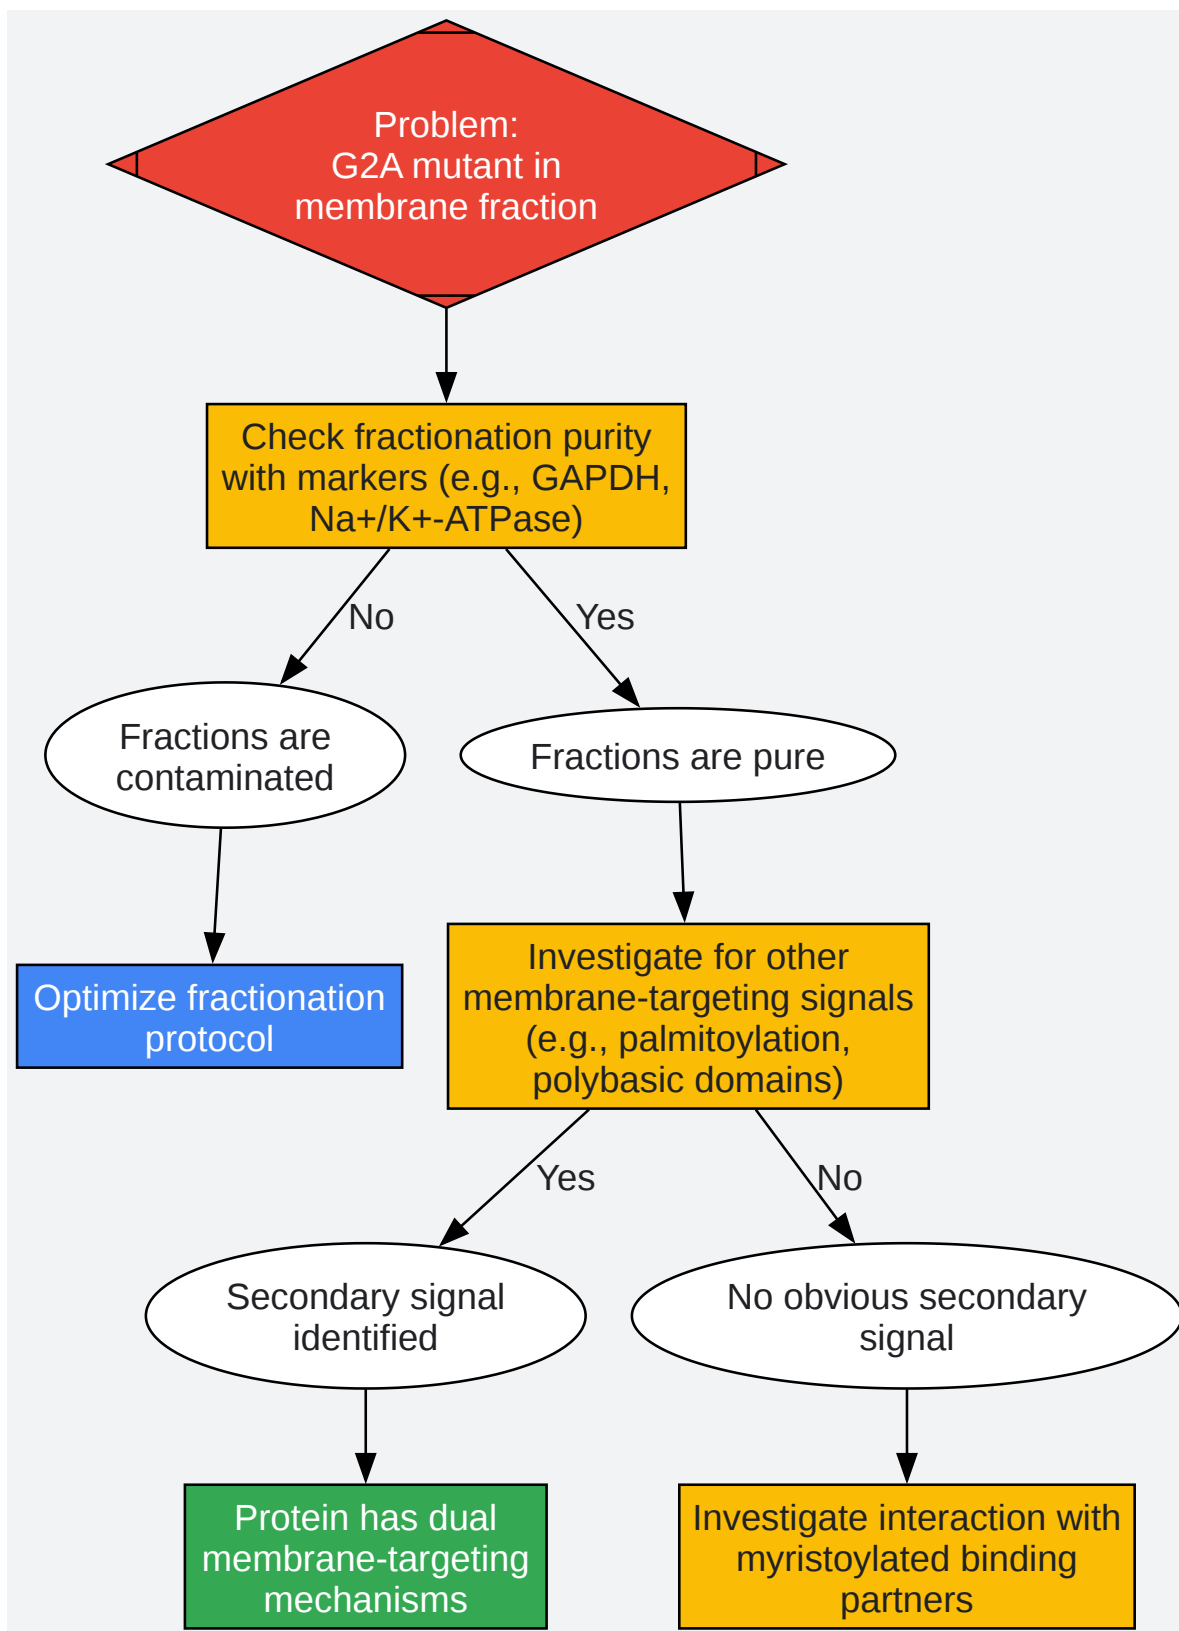 Problem:
G2A mutant in
membrane fraction
Check fractionation purity
with markers (e.g., GAPDH,
Na+/K+-ATPase)
No
Yes
Fractions are
contaminated
Fractions are pure
Optimize fractionation
protocol
Investigate for other
membrane-targeting signals
(e.g., palmitoylation,
polybasic domains)
Yes
No
Secondary signal
identified
No obvious secondary
signal
Protein has dual
membrane-targeting
mechanisms
Investigate interaction with
myristoylated binding
partners